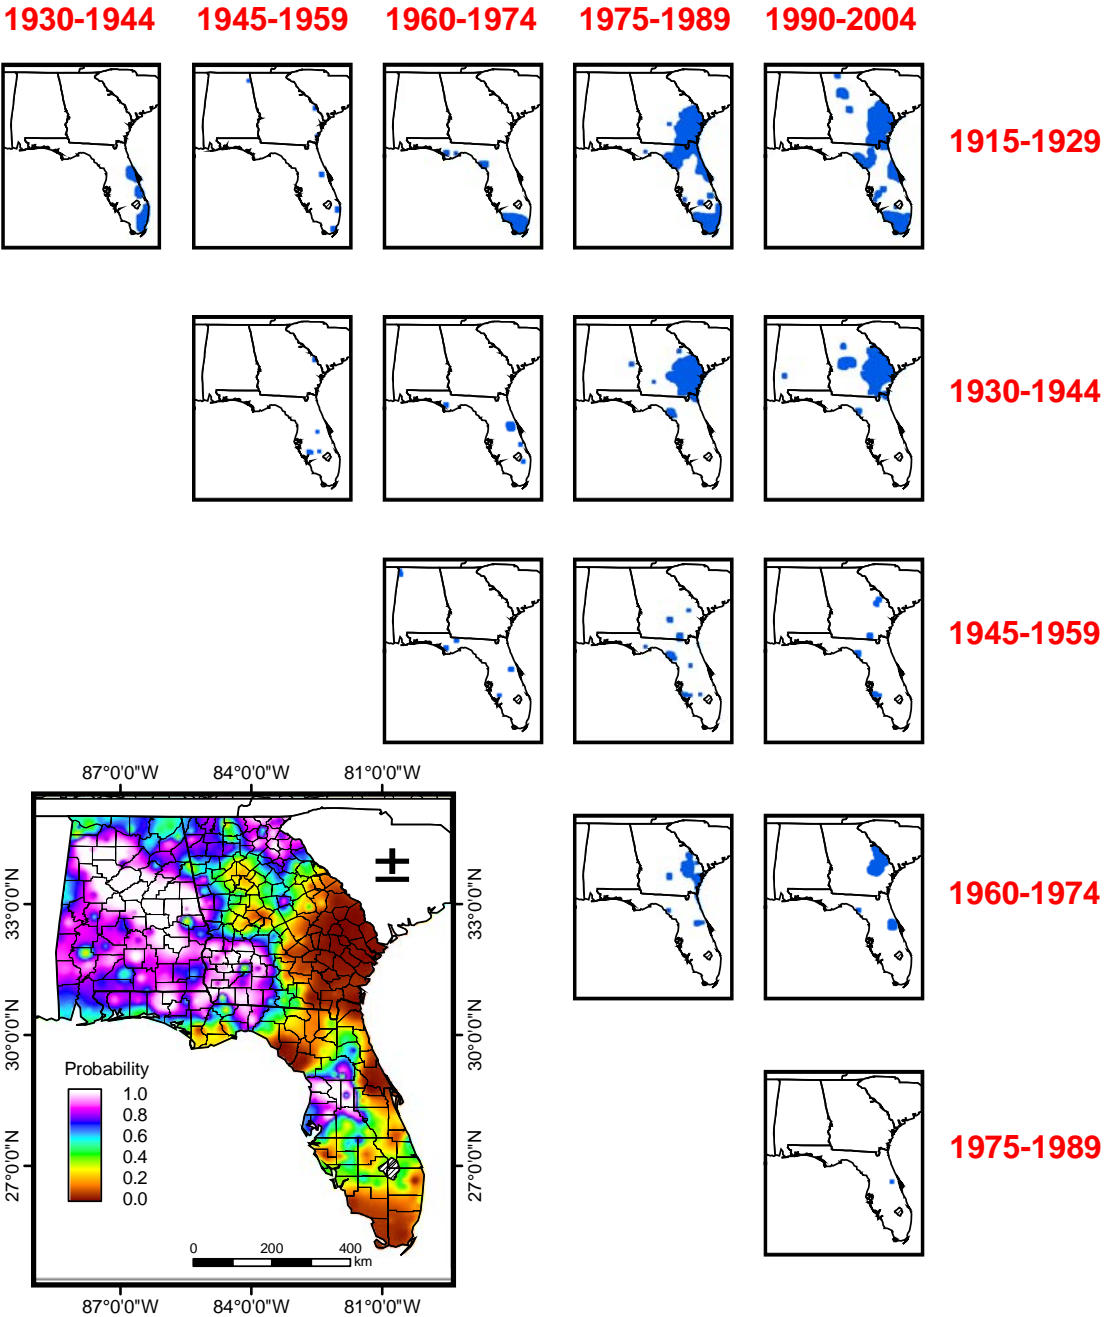 1930-1944 1945-1959 1960-1974 1975-1989 1990-2004
1915-1929
1930-1944
1945-1959
87°0'0"W 84°0'0"W 81°0'0"W
1960-1974
33°0'0"N 33°0'0"N
30°0'0"N 30°0'0"N
27°0'0"N 27°0'0"N
Probability
1.0
0.8
0.6
0.4
0.2
0.0
1975-1989
0 200 400
km
87°0'0"W 84°0'0"W 81°0'0"W